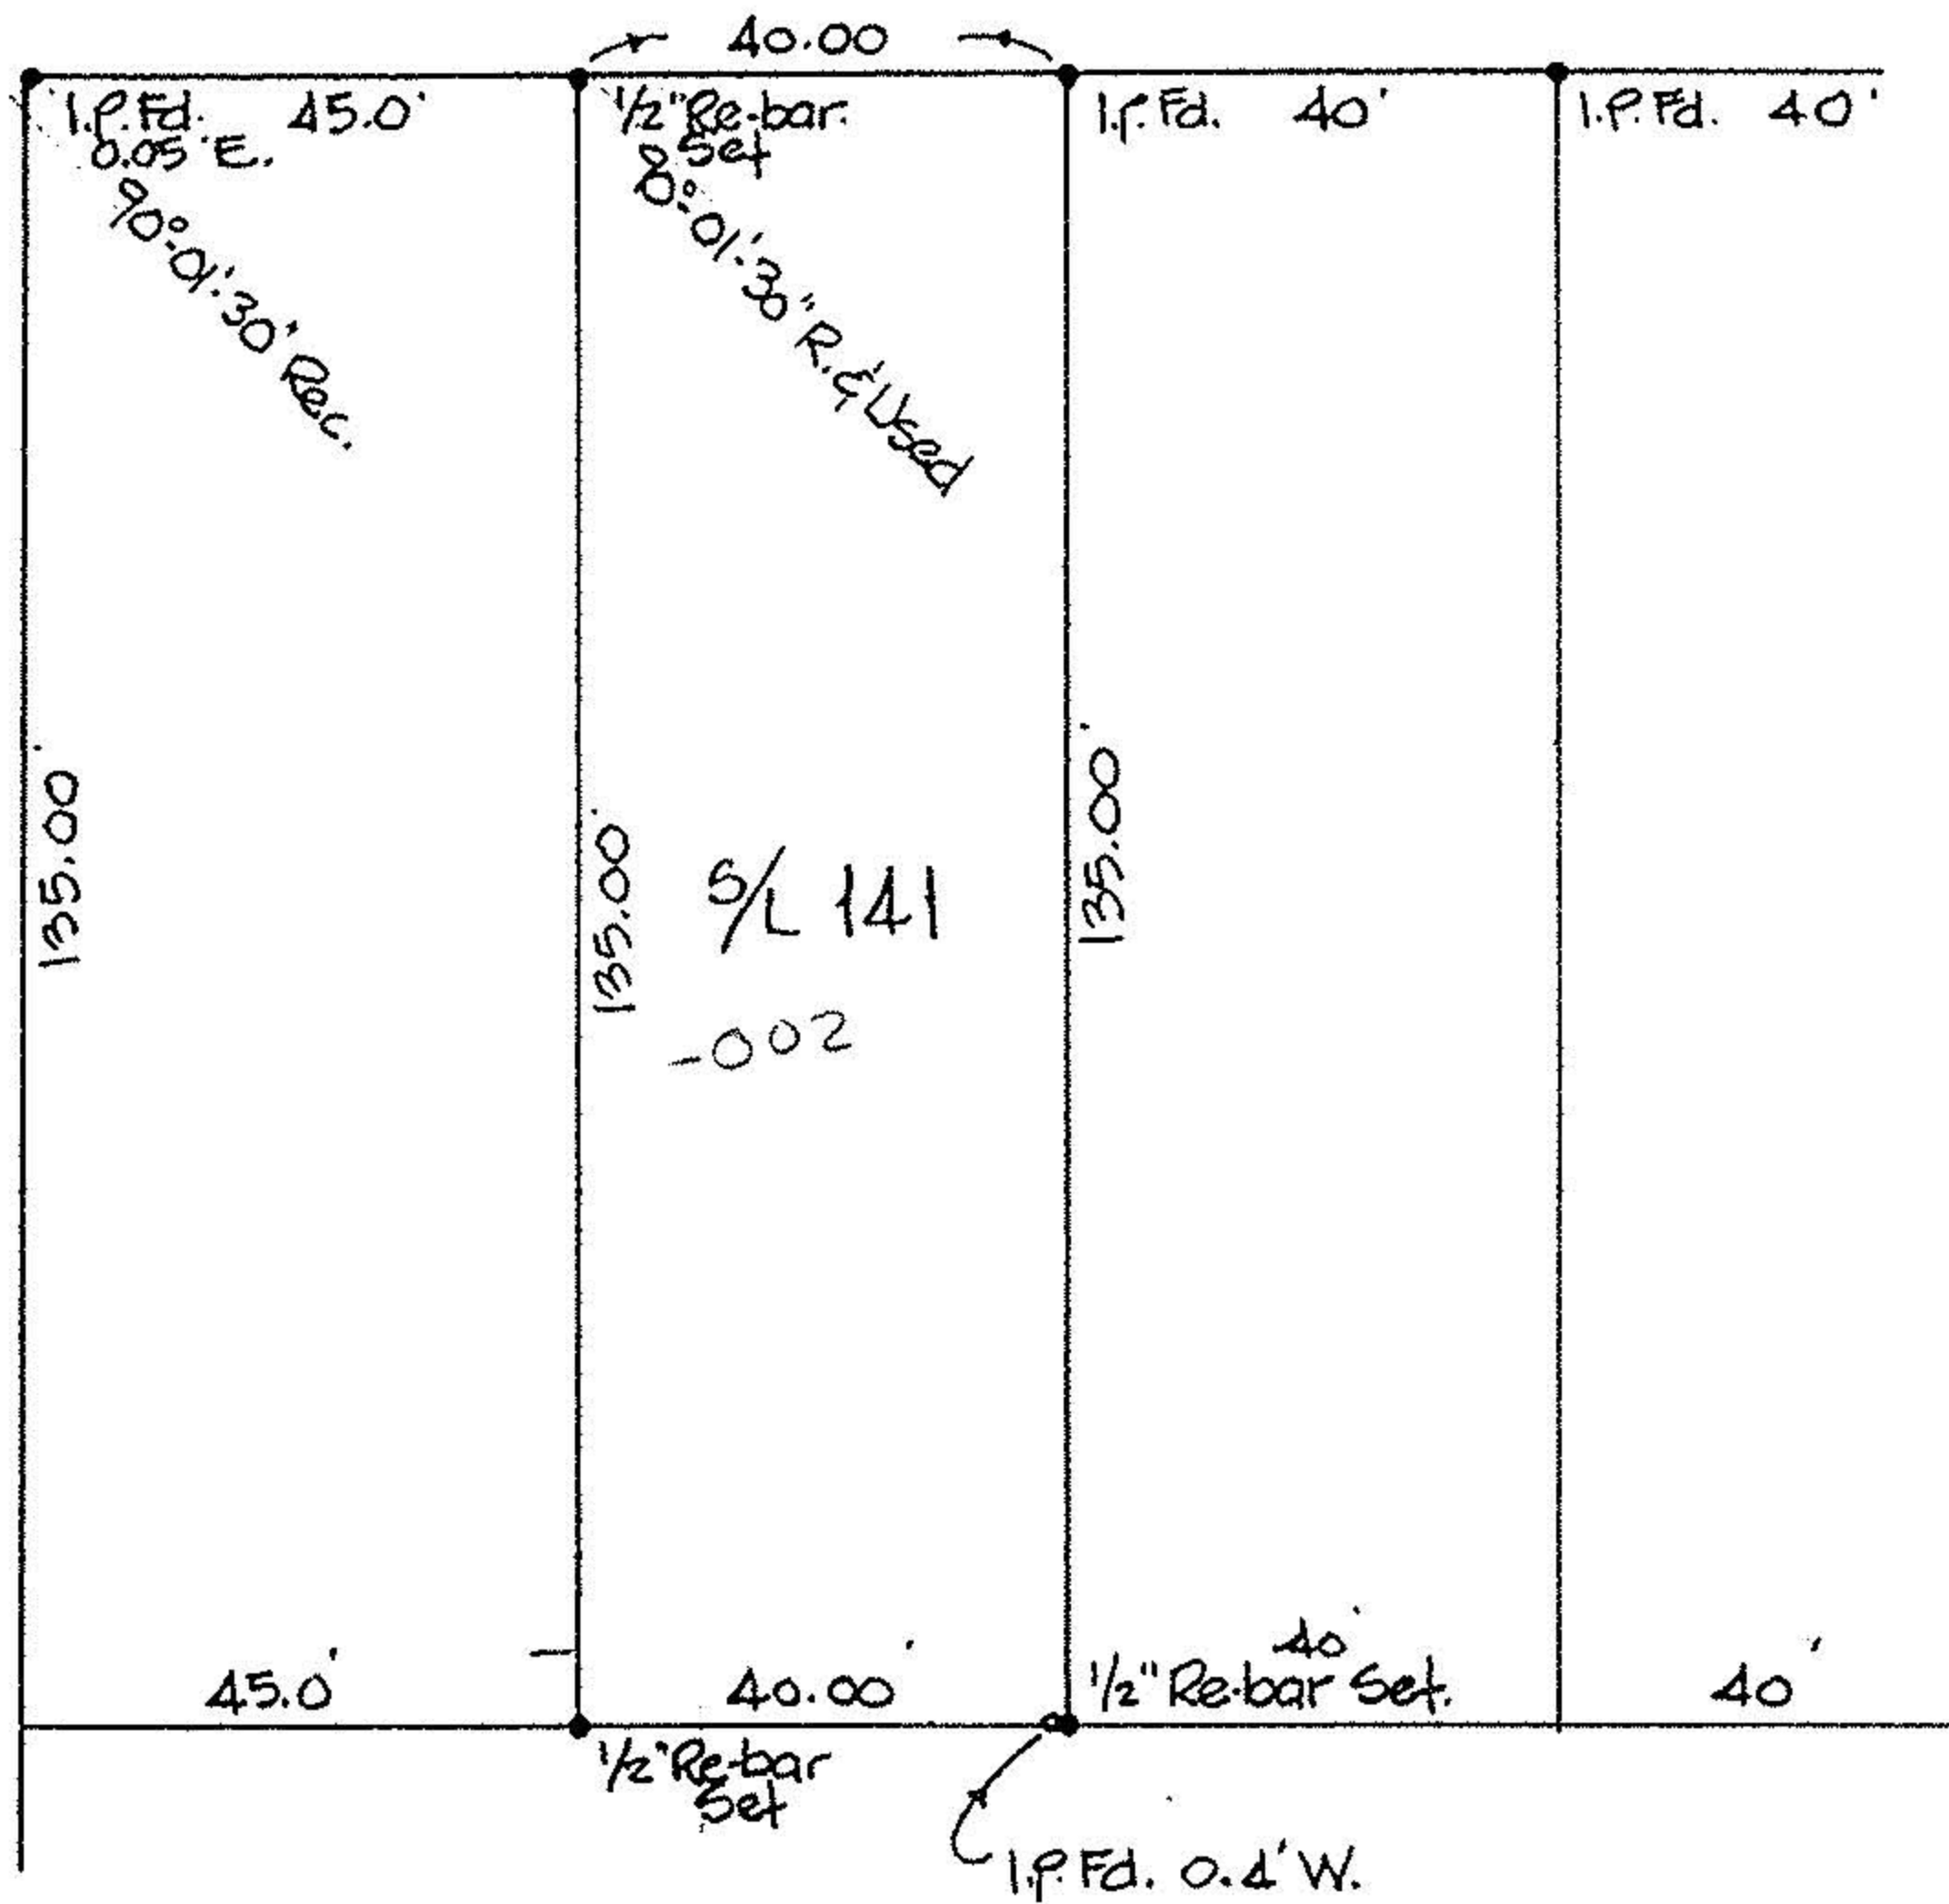 40.00
I.P. Fd. 45.0'
0.05' E.
1/2" Re-bar.
Set
I.P. Fd. 40'
I.P. Fd. 40'
90°-01'-30" Rec.
-01'-30" R. & Used
135.00'
135.00'
135.00'
S/L 141
-002
45.0'
40.00'
40'
1/2" Re-bar Set.
40'
1/2" Re-bar
Set
I.P. Fd. 0.4' W.